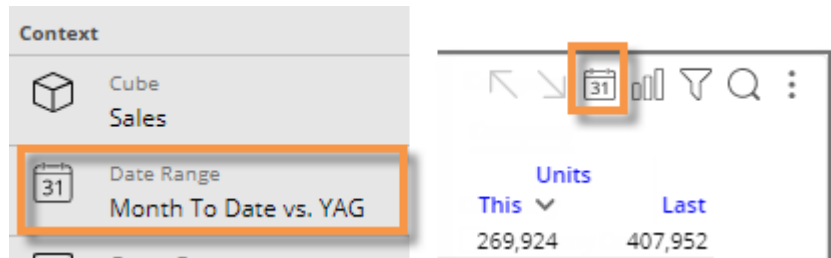 Context
Cube
Sales
31
Date Range
Month To Date vs. YAG
31
Units
This Last
269,924 407,952